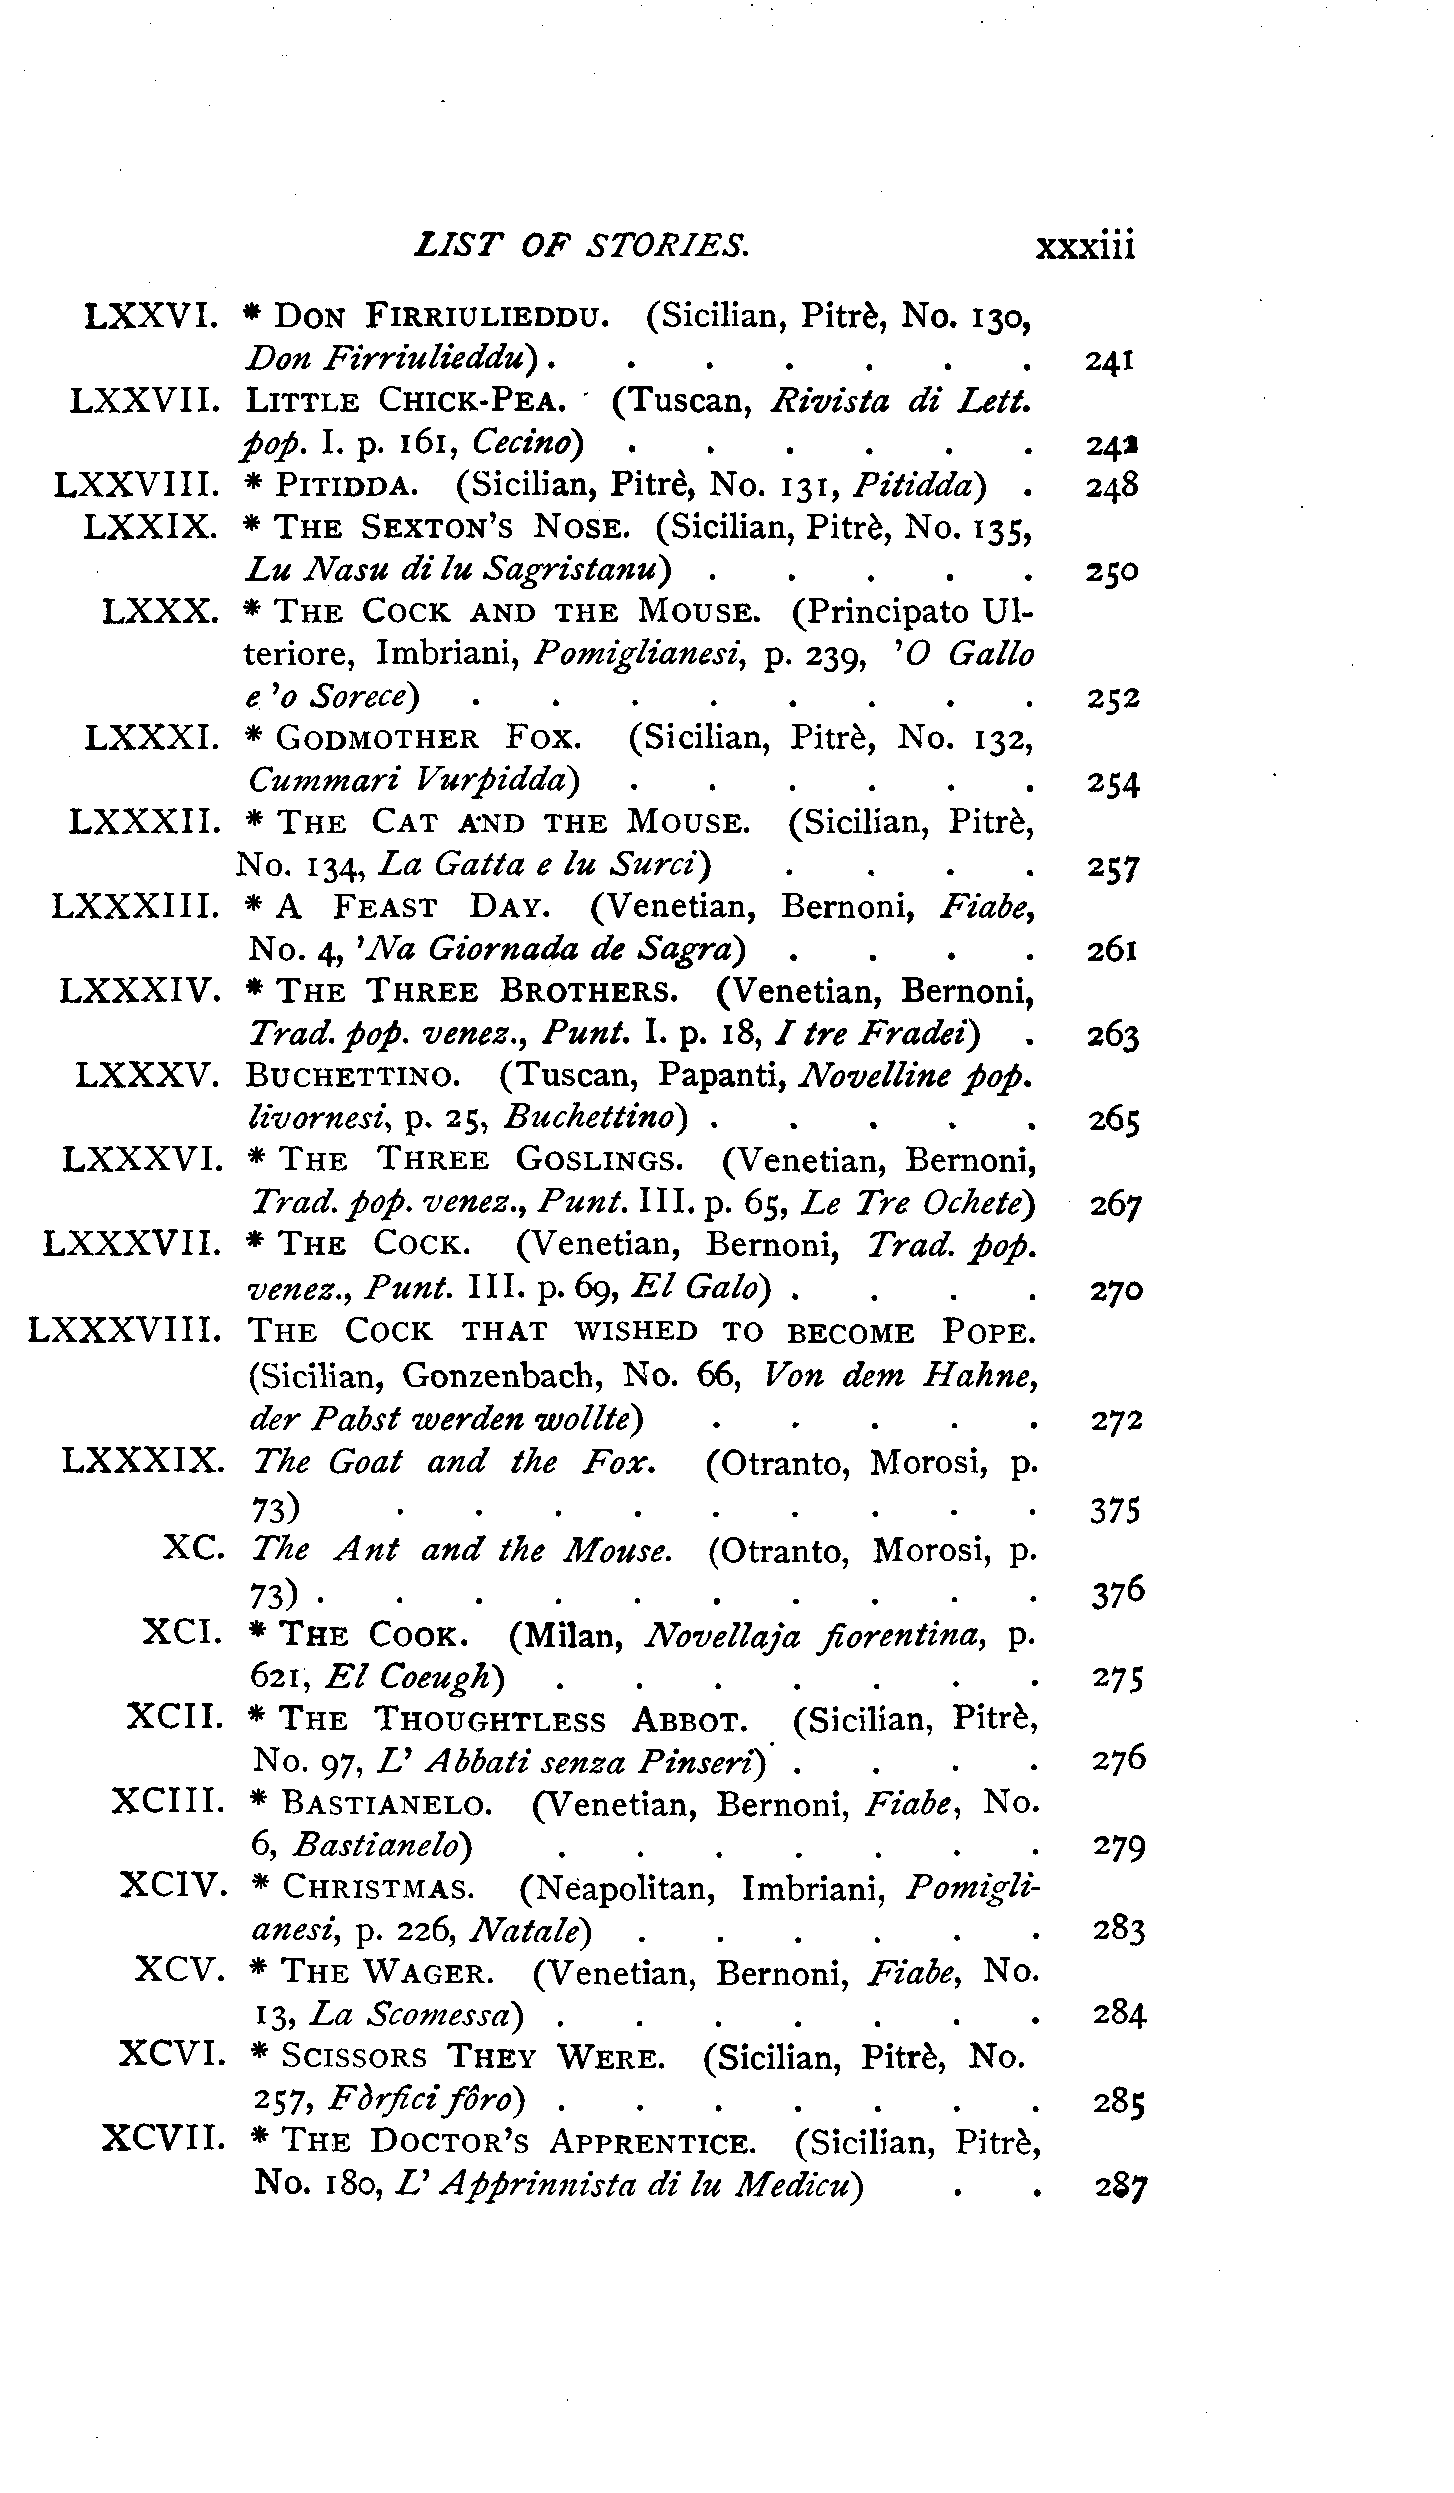 LIST OF STORIES. xxxiii
LXXVI. * DON FIRRIULIEDDU. (Sicilian, Pitrè, No. 130,
Don Firriulieddu) . . . . . . . 241
LXXVII. LITTLE CHICK-PEA. (Tuscan, Rivista di Lett.
pop. I. p. 161, Cecino) . . . . . . 242
LXXVIII. * PITIDDA. (Sicilian, Pitrè, No. 131, Pitidda) . 248
LXXIX. * THE SEXTON'S NOSE. (Sicilian, Pitrè, No. 135,
Lu Nasu di lu Sagristanu) . . . . . 250
LXXX. * THE COCK AND THE MOUSE. (Principato Ul-
teriore, Imbriani, Pomiglianesi, p. 239, 'O Gallo
e 'o Sorece) . . . . . . . . 252
LXXXI. * GODMOTHER FOX. (Sicilian, Pitrè, No. 132,
Cummari Vurpidda) . . . . . . 254
LXXXII. * THE CAT AND THE MOUSE. (Sicilian, Pitrè,
No. 134, La Gatta e lu Surci) . . . . 257
LXXXIII. * A FEAST DAY. (Venetian, Bernoni, Fiabe,
No. 4, 'Na Giornada de Sagra) . . . . 261
LXXXIV. * THE THREE BROTHERS. (Venetian, Bernoni,
Trad. pop. venez., Punt. I. p. 18, I tre Fradei) . 263
LXXXV. BUCHETTINO. (Tuscan, Papanti, Novelline pop.
livornesi, p. 25, Buchettino) . . . . . 265
LXXXVI. * THE THREE GOSLINGS. (Venetian, Bernoni,
Trad. pop. venez., Punt. III. p. 65, Le Tre Ochete) 267
LXXXVII. * THE COCK. (Venetian, Bernoni, Trad. pop.
venez., Punt. III. p. 69, El Galo) . . . . 270
LXXXVIII. THE COCK THAT WISHED TO BECOME POPE.
(Sicilian, Gonzenbach, No. 66, Von dem Hahne,
der Pabst werden wollte) . . . . . 272
LXXXIX. The Goat and the Fox. (Otranto, Morosi, p.
73) . . . . . . . . . 375
XC. The Ant and the Mouse. (Otranto, Morosi, p.
73) . . . . . . . . . . 376
XCI. * THE COOK. (Milan, Novellaja fiorentina, p.
621, El Coeugh) . . . . . . . 275
XCII. * THE THOUGHTLESS ABBOT. (Sicilian, Pitrè,
No. 97, L' Abbati senza Pinseri) . . . . 276
XCIII. * BASTIANELO. (Venetian, Bernoni, Fiabe, No.
6, Bastianelo) . . . . . . . 279
XCIV. * CHRISTMAS. (Neapolitan, Imbriani, Pomigli-
anesi, p. 226, Natale) . . . . . . 283
XCV. * THE WAGER. (Venetian, Bernoni, Fiabe, No.
13, La Scomessa) . . . . . . . 284
XCVI. * SCISSORS THEY WERE. (Sicilian, Pitrè, No.
257, Fòrfici fôro) . . . . . . . 285
XCVII. * THE DOCTOR'S APPRENTICE. (Sicilian, Pitrè,
No. 180, L' Apprinnista di lu Medicu) . . 287